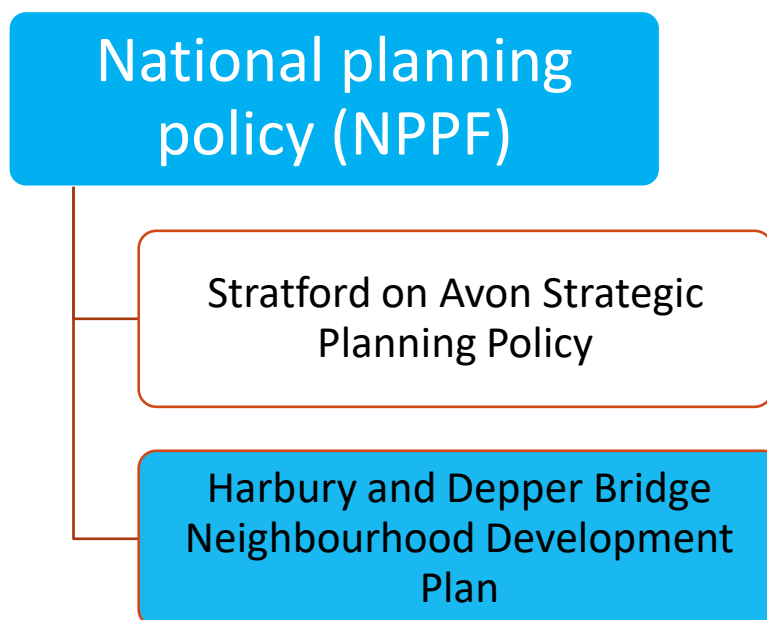 National planning
policy (NPPF)
Stratford on Avon Strategic
Planning Policy
Harbury and Depper Bridge
Neighbourhood Development
Plan